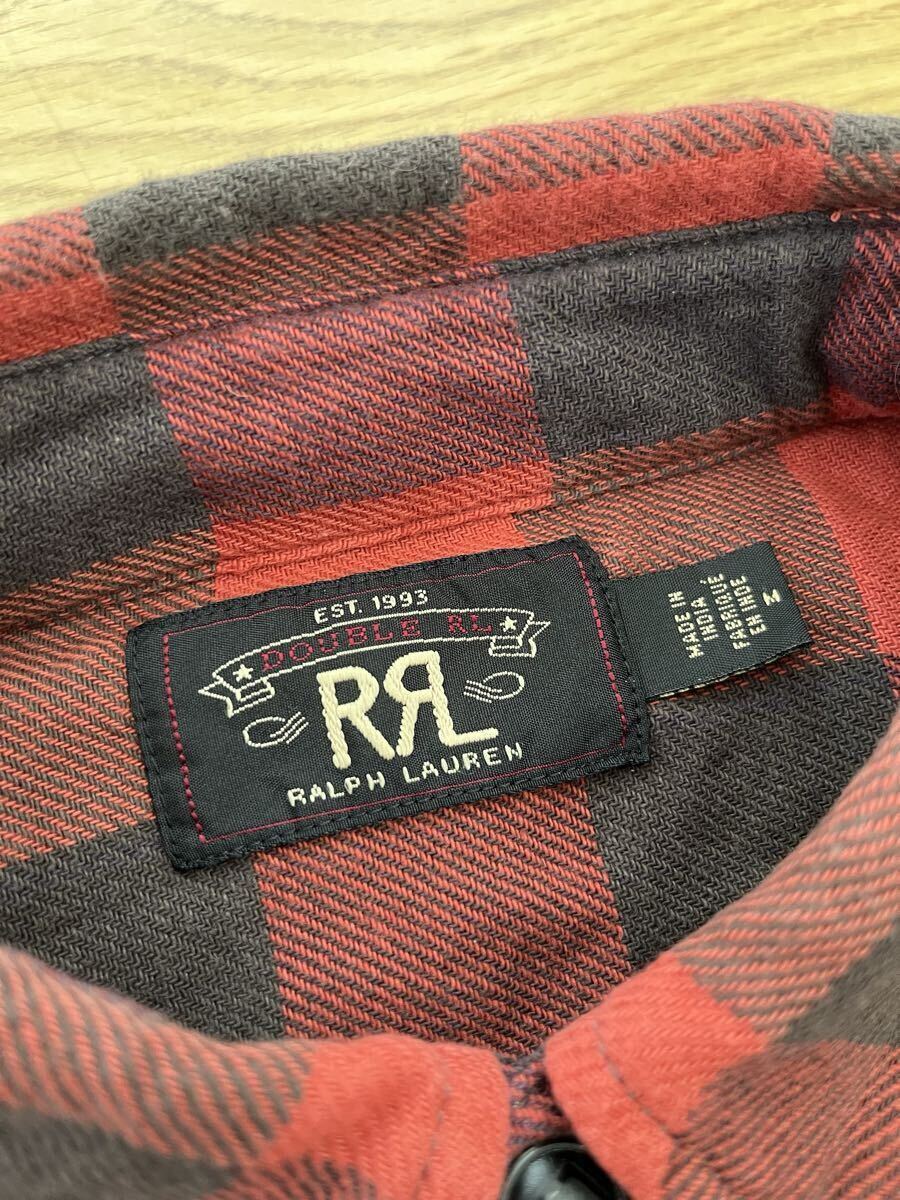 EST. 1993
DOUBLE RL
RRL
RALPH LAUREN
MADE IN
INDIA
FABRIQUÉ
EN INDE
M